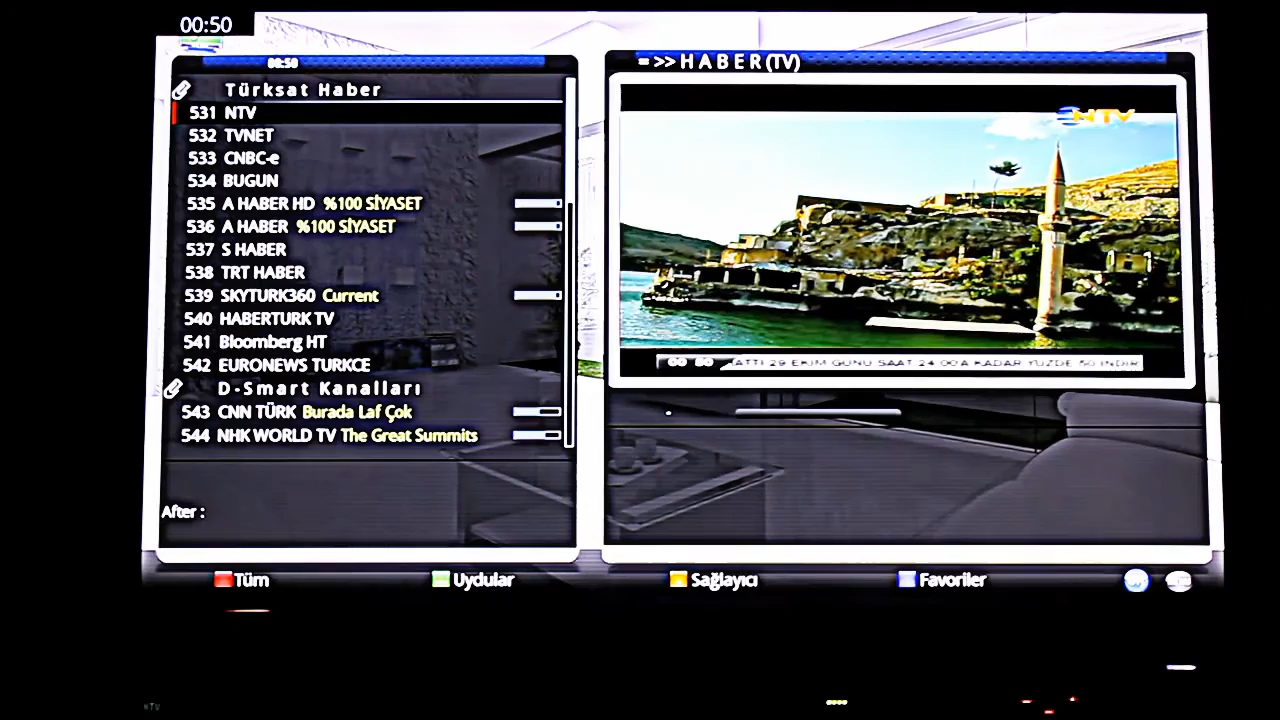 00:50
00:50
Türksat Haber
531 NTV
532 TVNET
533 CNBC-e
534 BUGUN
535 A HABER HD %100 SİYASET
536 A HABER %100 SİYASET
537 S HABER
538 TRT HABER
539 SKYTURK360 Current
540 HABERTURK TV
541 Bloomberg HT
542 EURONEWS TURKCE
D-Smart Kanalları
543 CNN TÜRK Burada Laf Çok
544 NHK WORLD TV The Great Summits
After :
= >> H A B E R (TV)
NTV
ATTI 29 EKIM GUNU SAAT 24 00'A KADAR YUZDE 50 INDIR
Tüm
Uydular
Sağlayıcı
Favoriler